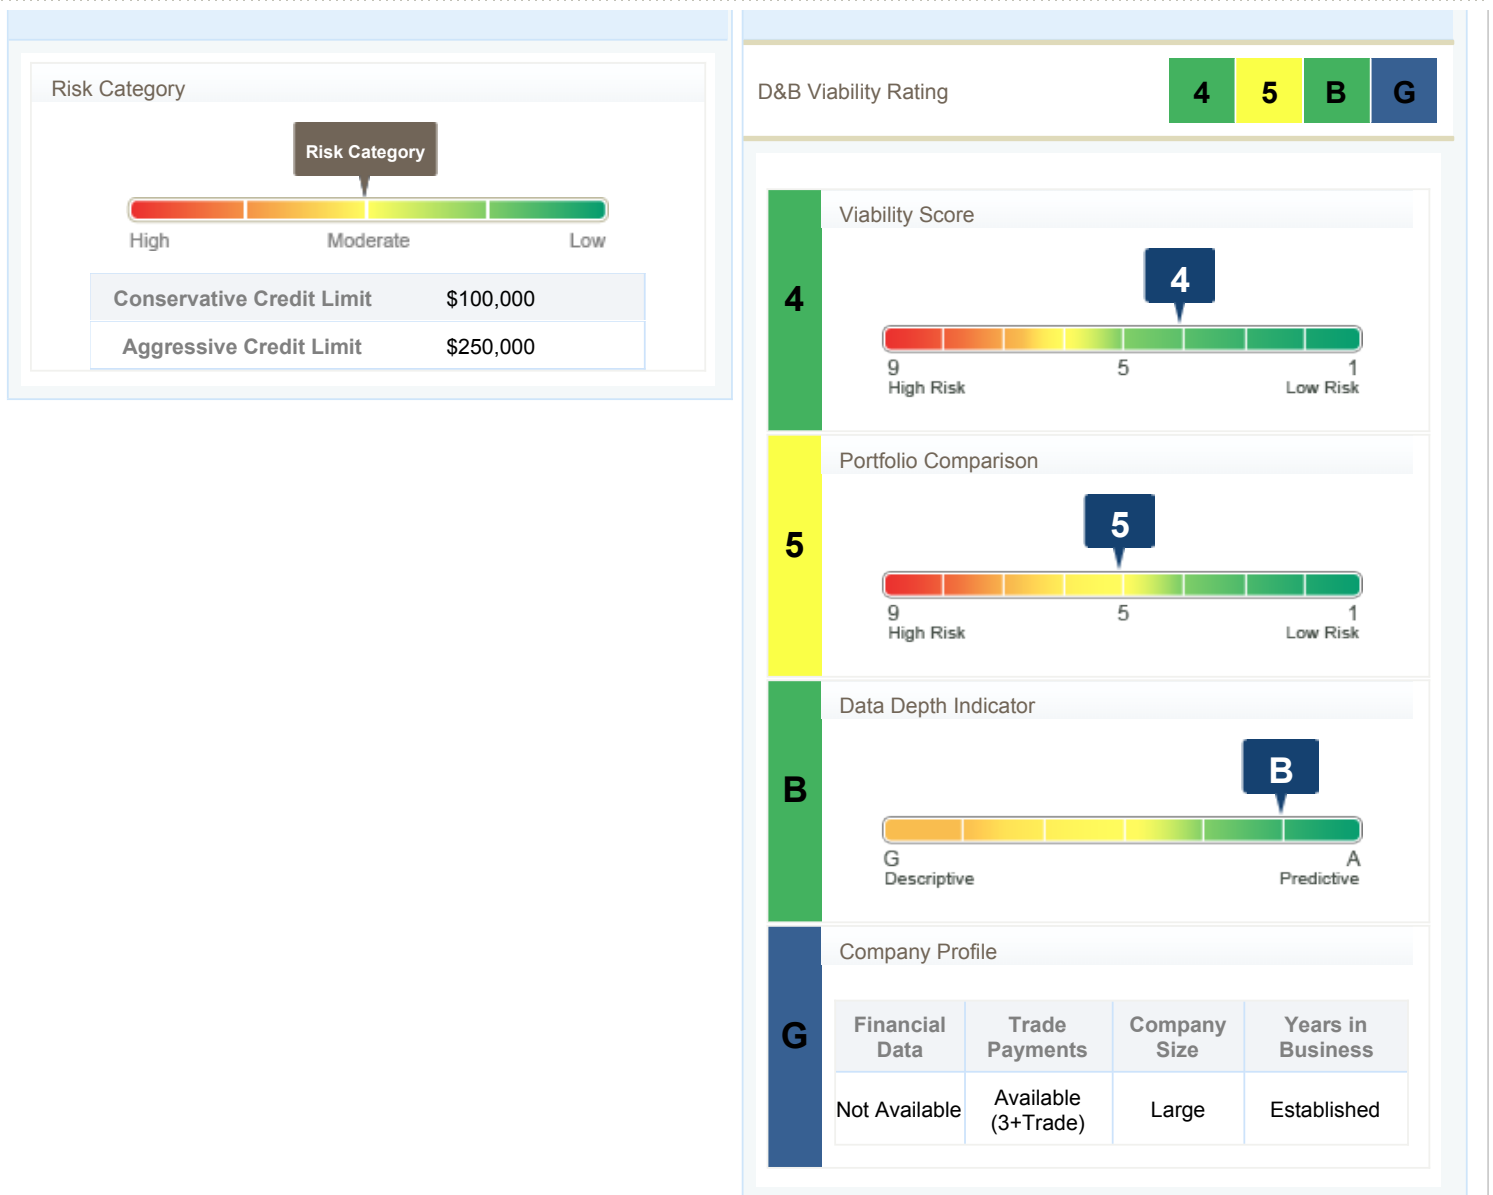 Risk Category
Risk Category
High Moderate Low
Conservative Credit Limit $100,000
Aggressive Credit Limit $250,000
D&B Viability Rating 4 5 B G
4
Viability Score
4
9 5 1
High Risk Low Risk
5
Portfolio Comparison
5
9 5 1
High Risk Low Risk
B
Data Depth Indicator
B
G A
Descriptive Predictive
G
Company Profile
Financial Data Trade Payments Company Size Years in Business
Not Available Available (3+Trade) Large Established